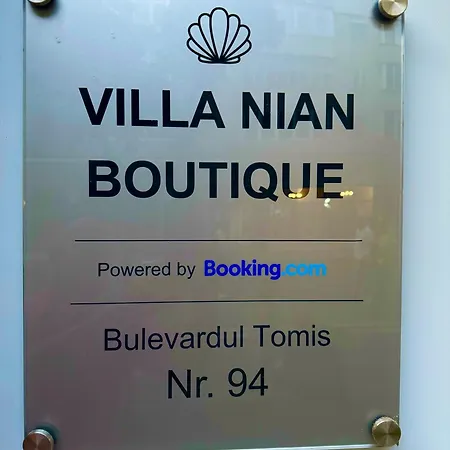 VILLA NIAN
BOUTIQUE
Powered by Booking.com
Bulevardul Tomis
Nr. 94